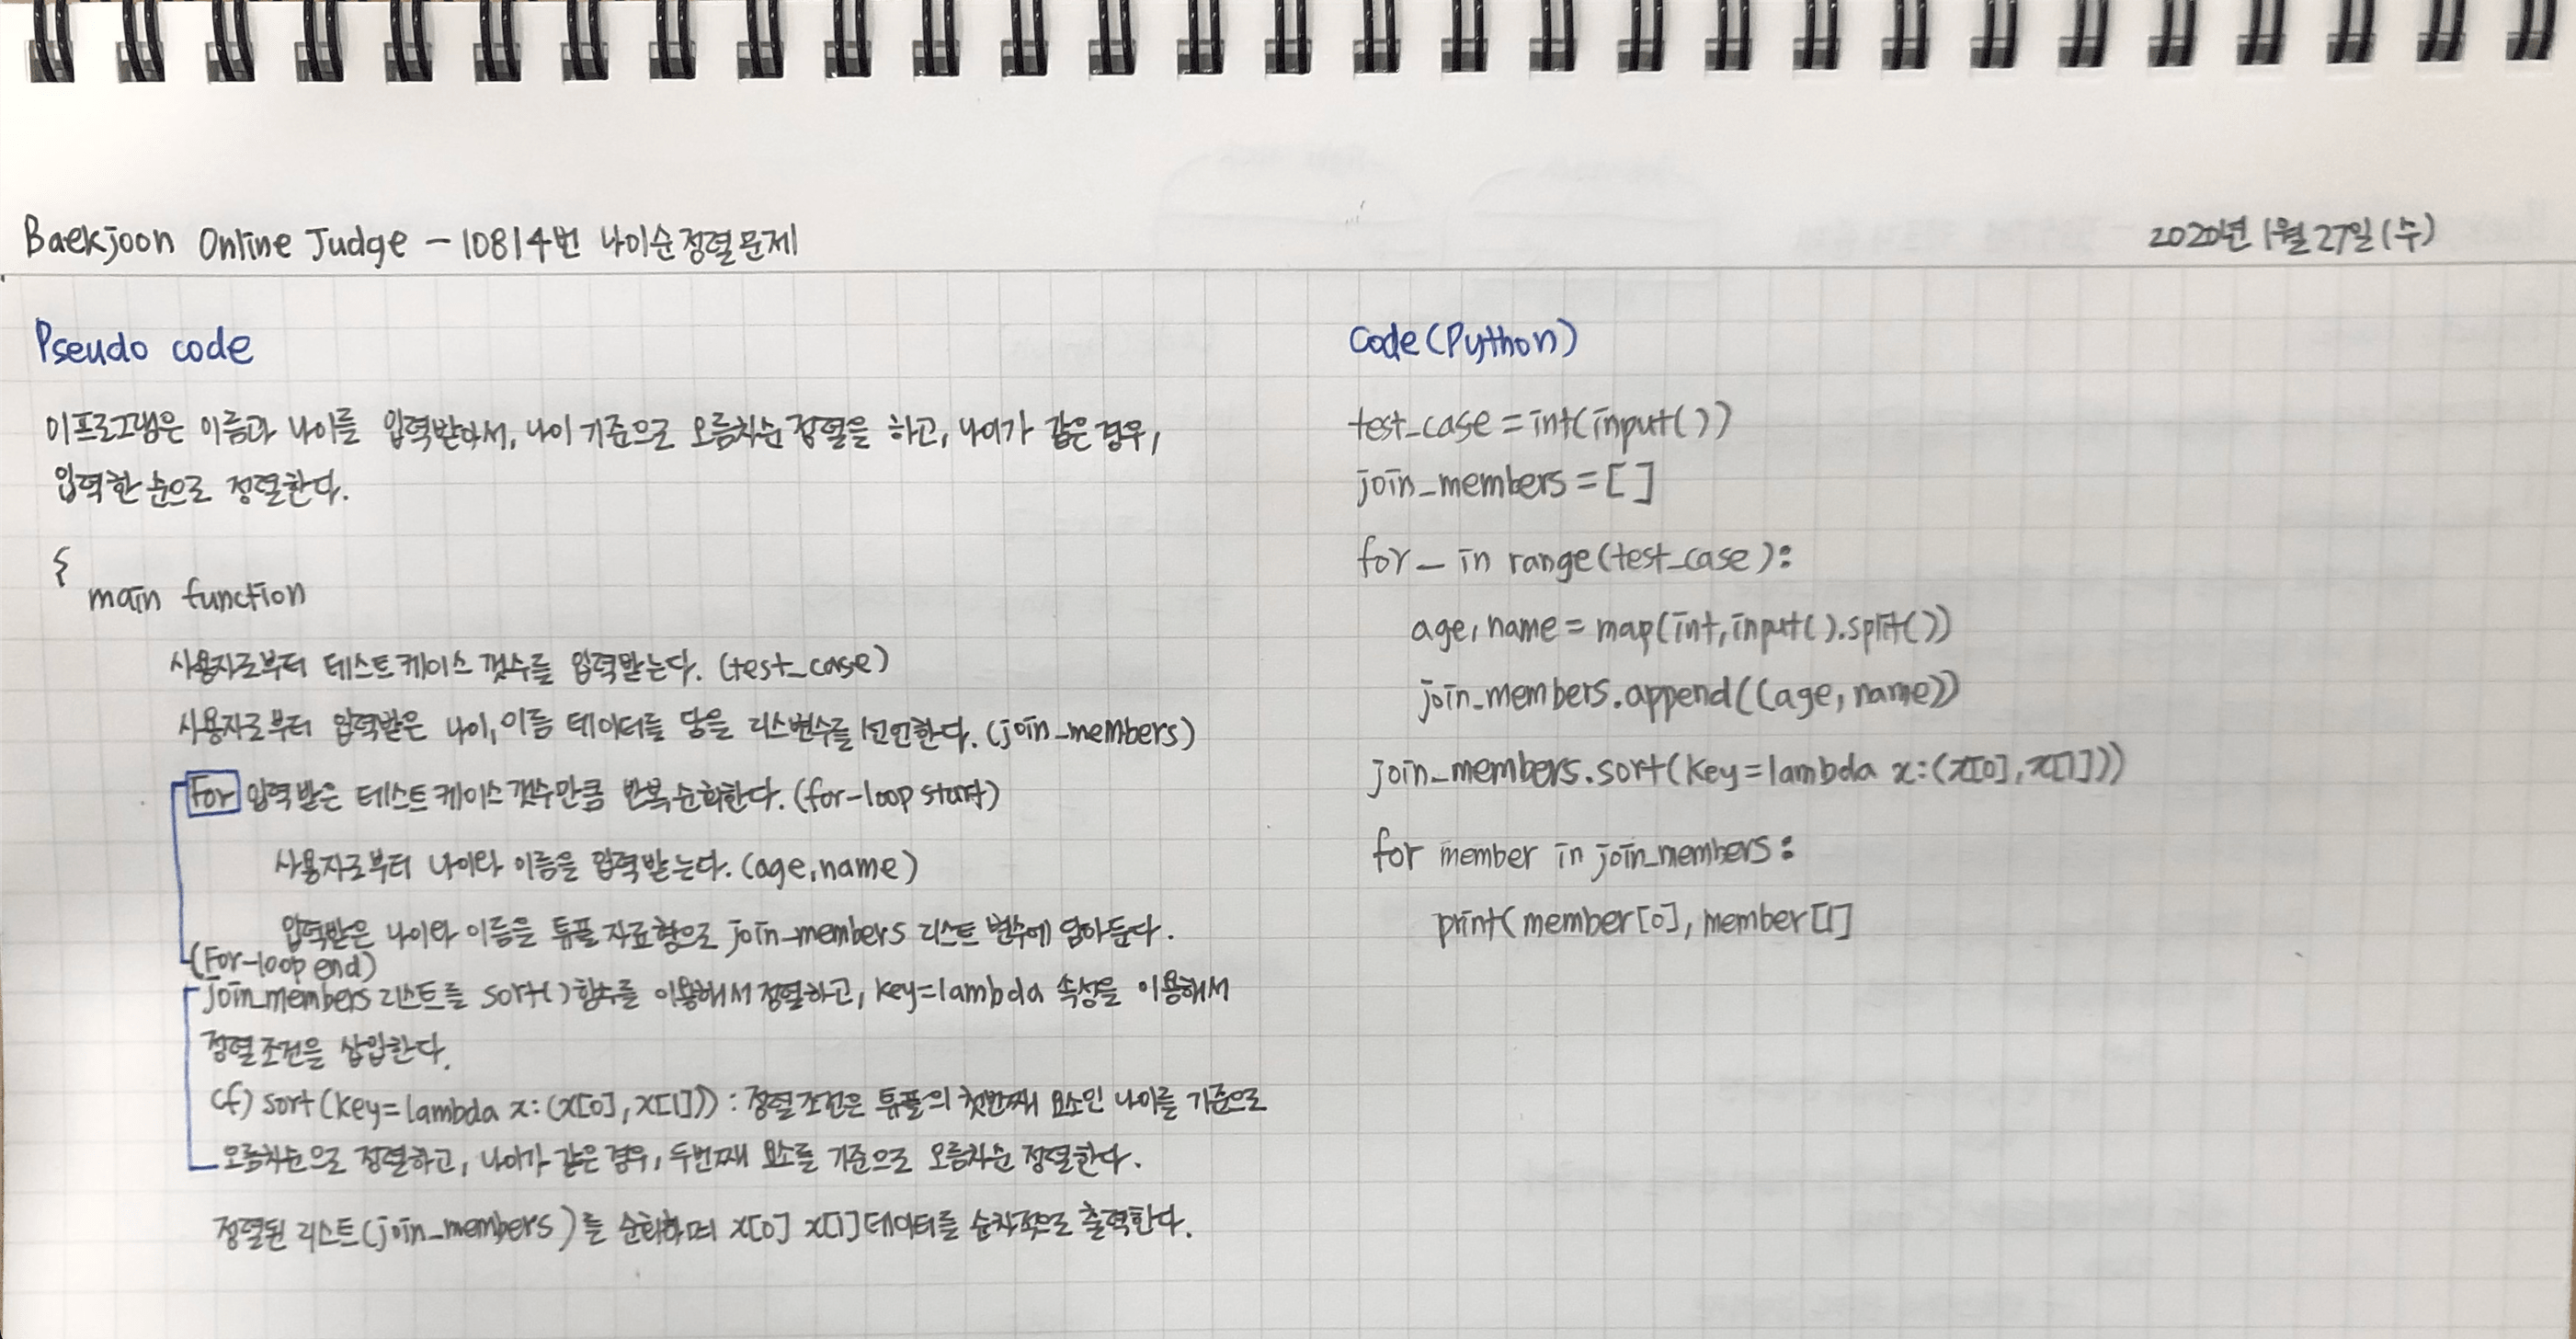 Baekjoon Online Judge - 10814번 나이순정렬문제
2020년 1월 27일 (수)
Pseudo code
이프로그램은 이름과 나이를 입력받아서, 나이 기준으로 오름차순 정렬을 하고, 나이가 같은 경우,
입력한 순으로 정렬한다.
{
main function
사용자로부터 테스트케이스 갯수를 입력받는다. (test_case)
사용자로부터 입력받은 나이, 이름 데이터를 담을 리스변수를 선언한다. (join_members)
For 입력 받은 테스트케이스 갯수만큼 반복 순회한다. (for-loop start)
사용자로부터 나이와 이름을 입력받는다. (age, name)
입력받은 나이와 이름을 튜플 자료형으로 join_members 리스트 변수에 담아둔다.
(For-loop end)
join_members 리스트를 sort() 함수를 이용해서 정렬하고, key=lambda 속성을 이용해서
정렬조건을 삽입한다.
cf) sort(key=lambda x: (x[0], x[1])) : 정렬 조건은 튜플의 첫번째 요소인 나이를 기준으로
오름차순으로 정렬하고, 나이가 같은 경우, 두번째 요소를 기준으로 오름차순 정렬한다.
정렬된 리스트(join_members)를 순회하며 x[0] x[1] 데이터를 순차적으로 출력한다.
Code (Python)
test_case = int(input())
join_members = []
for _ in range(test_case):
age, name = map(int, input().split())
join_members.append((age, name))
join_members.sort(key=lambda x: (x[0], x[1]))
for member in join_members:
print(member[0], member[1]